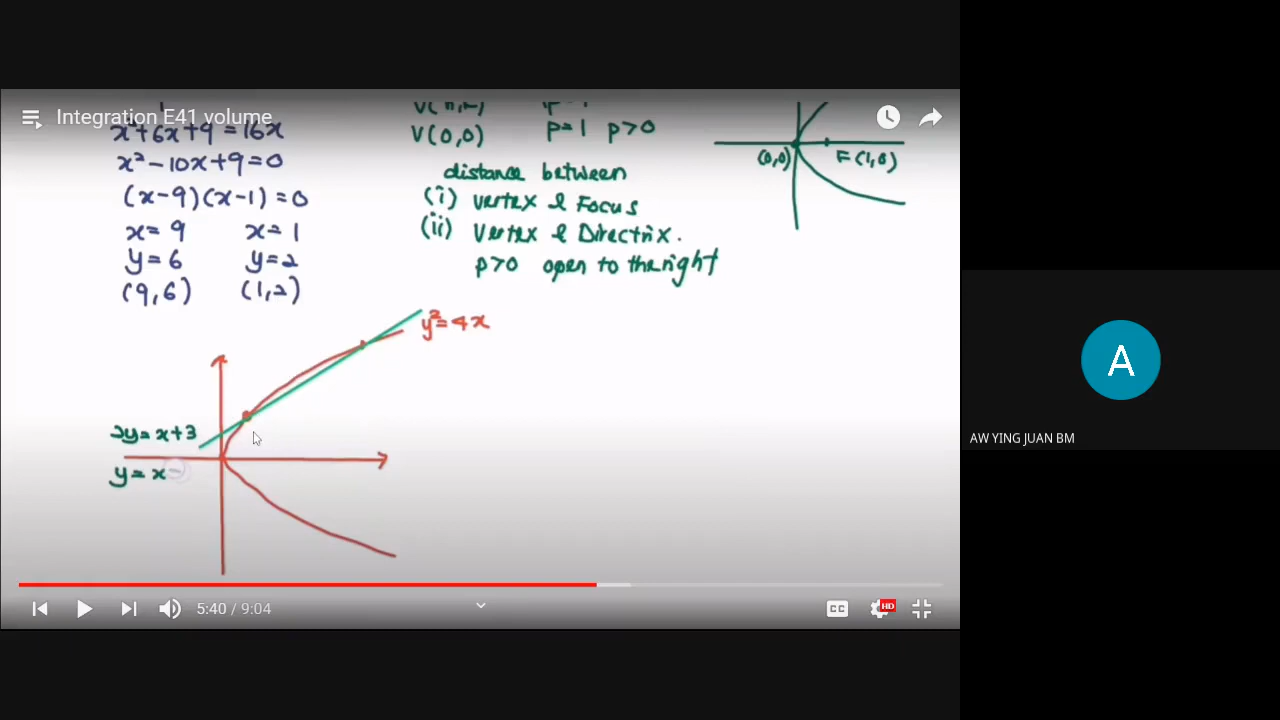 Integration E41 volume
x²+6x+9=16x
x²-10x+9=0
(x-9)(x-1)=0
x=9 x=1
y=6 y=2
(9,6) (1,2)
V(0,0) p=1 p>0
distance between
(i) vertex & Focus
(ii) Vertex & Directrix.
p>0 open to the right
(0,0) F(1,0)
y²=4x
2y=x+3
y=x
5:40 / 9:04
CC
HD
A
AW YING JUAN BM